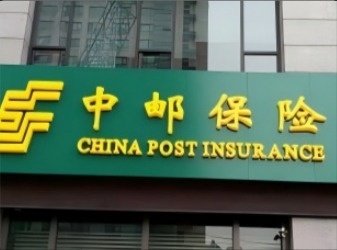 中邮保险
CHINA POST INSURANCE